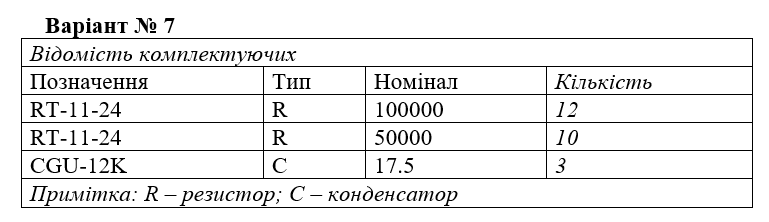 Варіант № 7
Відомість комплектуючих
Позначення Тип Номінал Кількість
RT-11-24 R 100000 12
RT-11-24 R 50000 10
CGU-12K C 17.5 3
Примітка: R – резистор; C – конденсатор